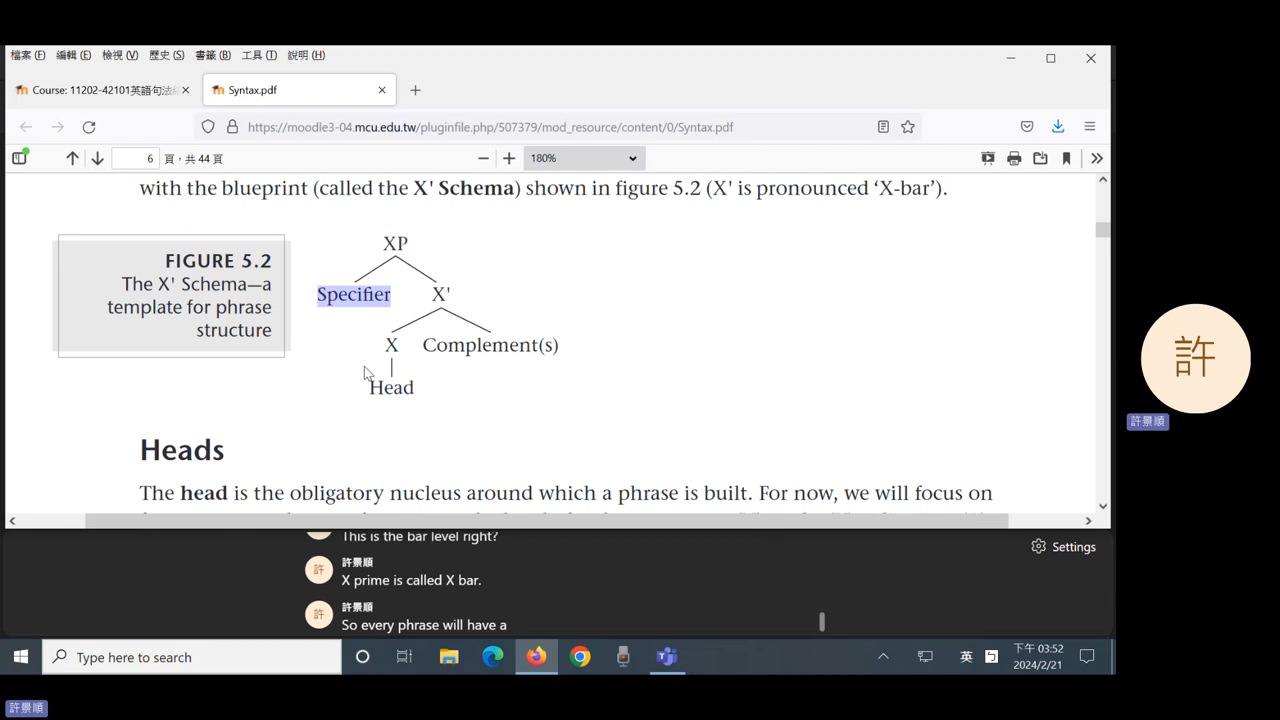 檔案 (F) 編輯 (E) 檢視 (V) 歷史 (S) 書籤 (B) 工具 (T) 說明 (H)
Course: 11202-42101英語句法
Syntax.pdf
https://moodle3-04.mcu.edu.tw/pluginfile.php/507379/mod_resource/content/0/Syntax.pdf
6 頁，共 44 頁
180%
with the blueprint (called the X' Schema) shown in figure 5.2 (X' is pronounced ‘X-bar’).
FIGURE 5.2
The X' Schema—a
template for phrase
structure
XP
Specifier X'
X Complement(s)
Head
Heads
The head is the obligatory nucleus around which a phrase is built. For now, we will focus on
許
許景順
This is the bar level right?
Settings
許
許景順
X prime is called X bar.
許
許景順
So every phrase will have a
Type here to search
英
下午 03:52
2024/2/21
許景順